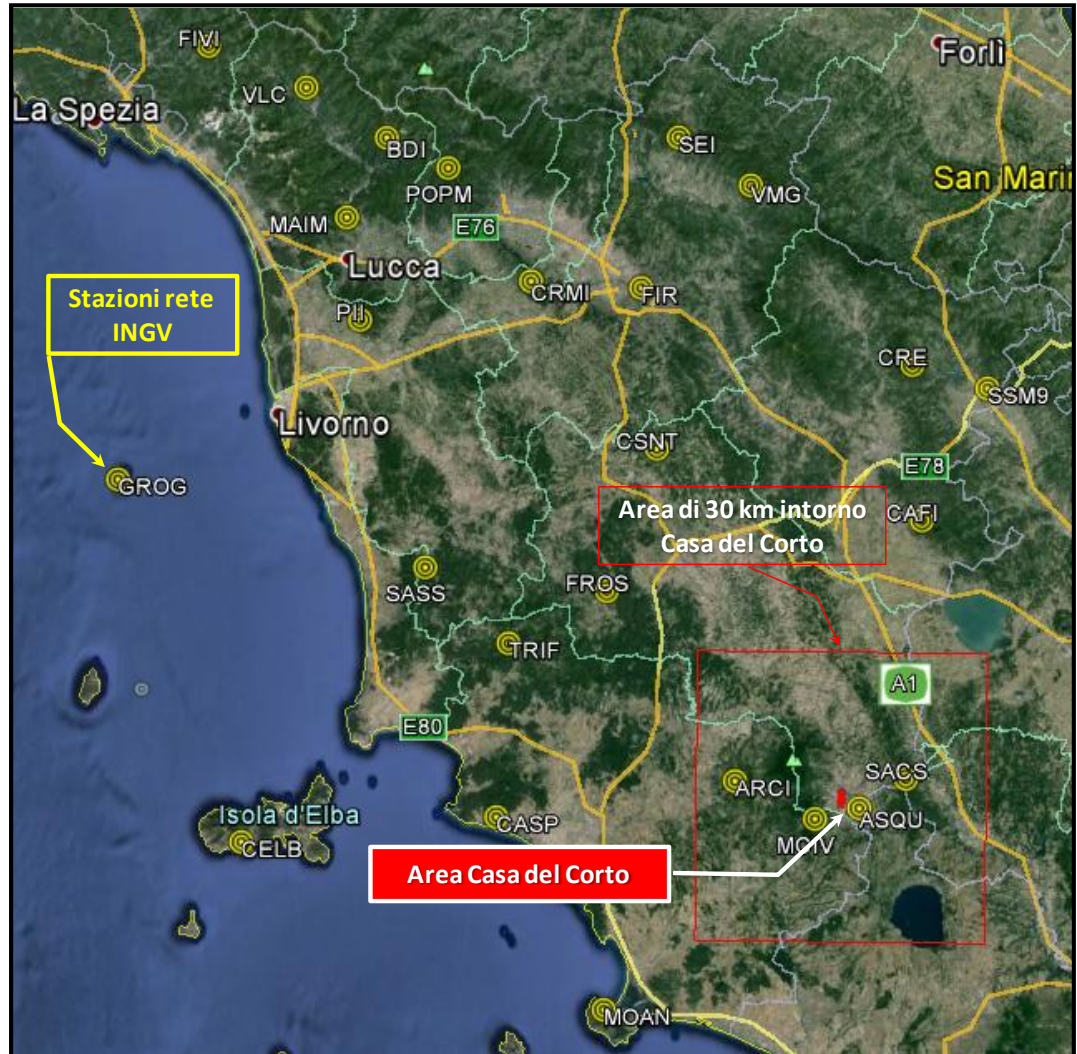 FIVI
Forlì
VLC
La Spezia
BDI
SEI
POPM
VMG
San Marin
MAIM
E76
Lucca
Stazioni rete
INGV
CRMI
FIR
PII
CRE
SSM9
Livorno
CSNT
E78
GROG
Area di 30 km intorno
Casa del Corto
CAFI
SASS
FROS
TRIF
A1
E80
SACS
ARCI
Isola d'Elba
CASP
ASQU
MCIV
CELB
Area Casa del Corto
MOAN